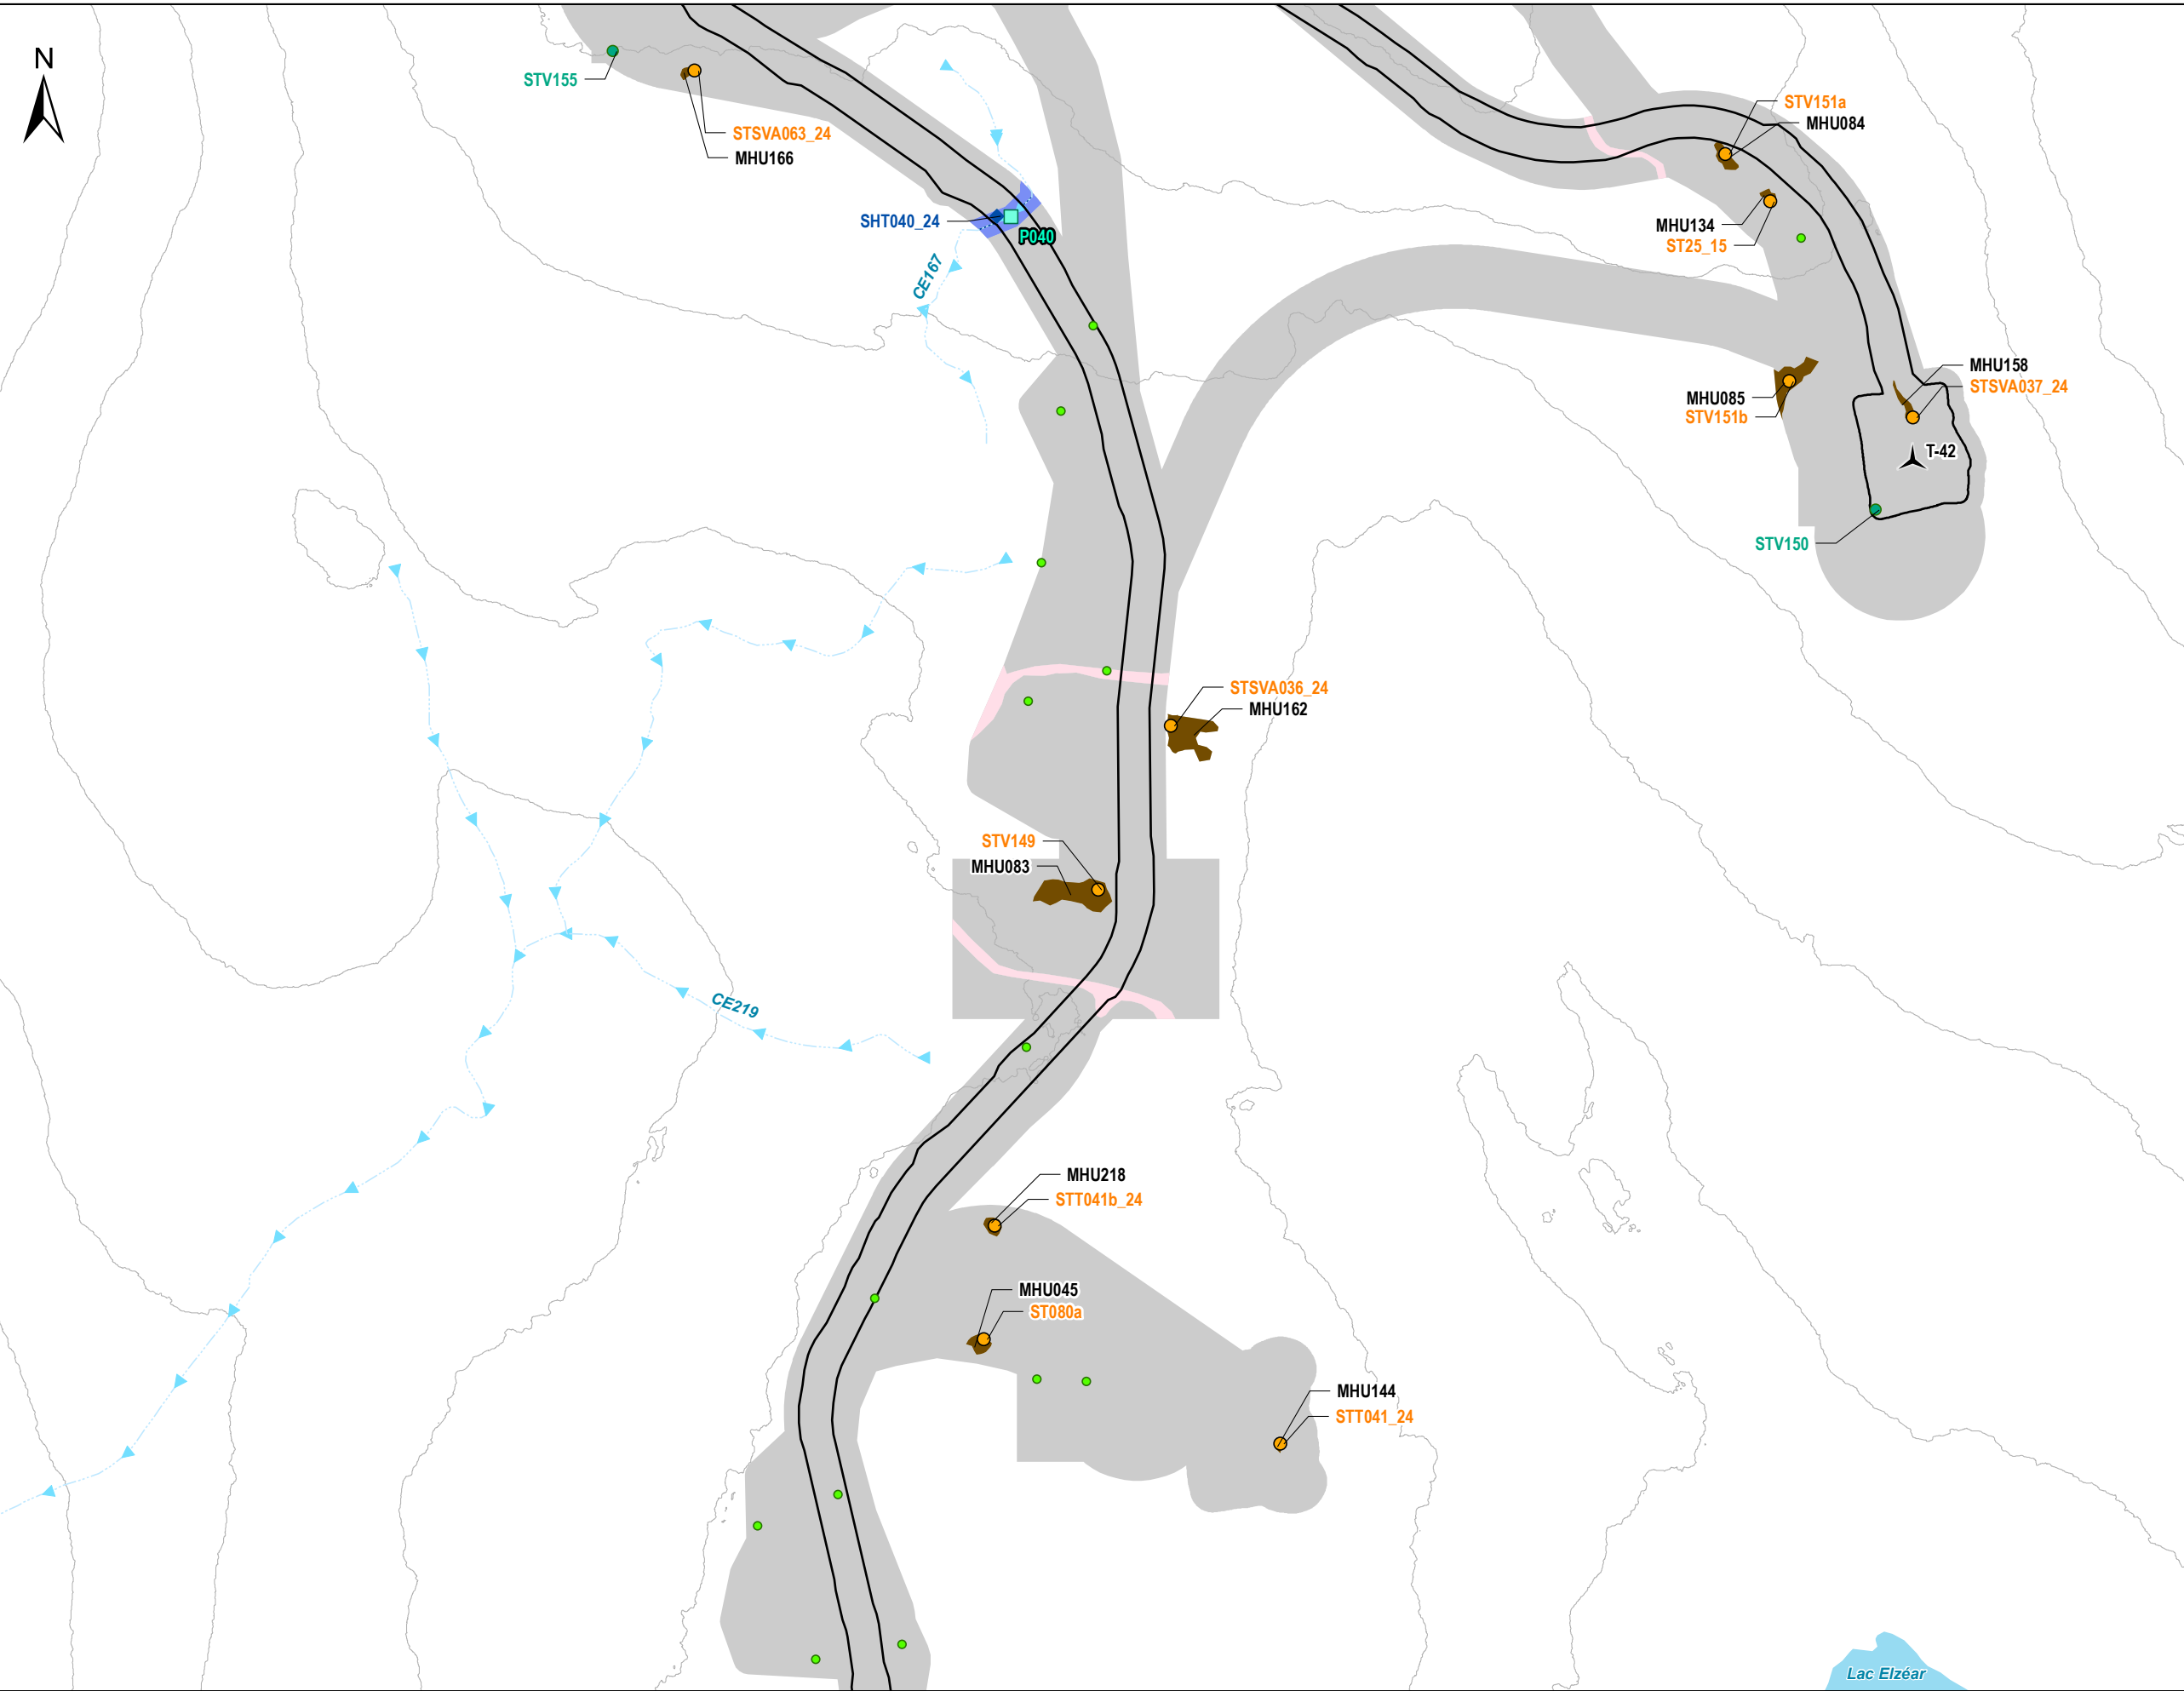 N
STV155
STSVA063_24
MHU166
STV151a
MHU084
SHT040_24
P040
MHU134
ST25_15
CE167
MHU158
STSVA037_24
MHU085
STV151b
T-42
STV150
STSVA036_24
MHU162
STV149
MHU083
CE219
MHU218
STT041b_24
MHU045
ST080a
MHU144
STT041_24
Lac Elzéar